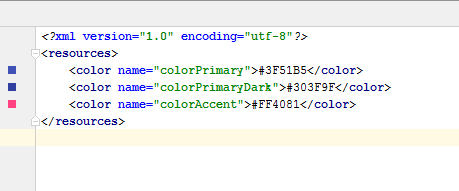 <?xml version="1.0" encoding="utf-8"?>
<resources>
    <color name="colorPrimary">#3F51B5</color>
    <color name="colorPrimaryDark">#303F9F</color>
    <color name="colorAccent">#FF4081</color>
</resources>